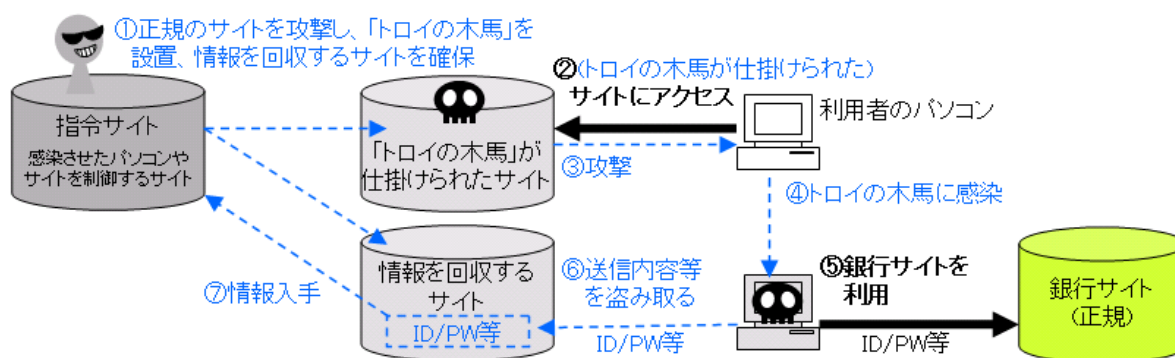 ①正規のサイトを攻撃し、「トロイの木馬」を
設置、情報を回収するサイトを確保
指令サイト
感染させたパソコンや
サイトを制御するサイト
「トロイの木馬」が
仕掛けられたサイト
②(トロイの木馬が仕掛けられた)
サイトにアクセス
利用者のパソコン
③攻撃
④トロイの木馬に感染
情報を回収する
サイト
ID/PW等
⑤銀行サイトを
利用
⑥送信内容等
を盗み取る
ID/PW等
ID/PW等
⑦情報入手
銀行サイト
(正規)